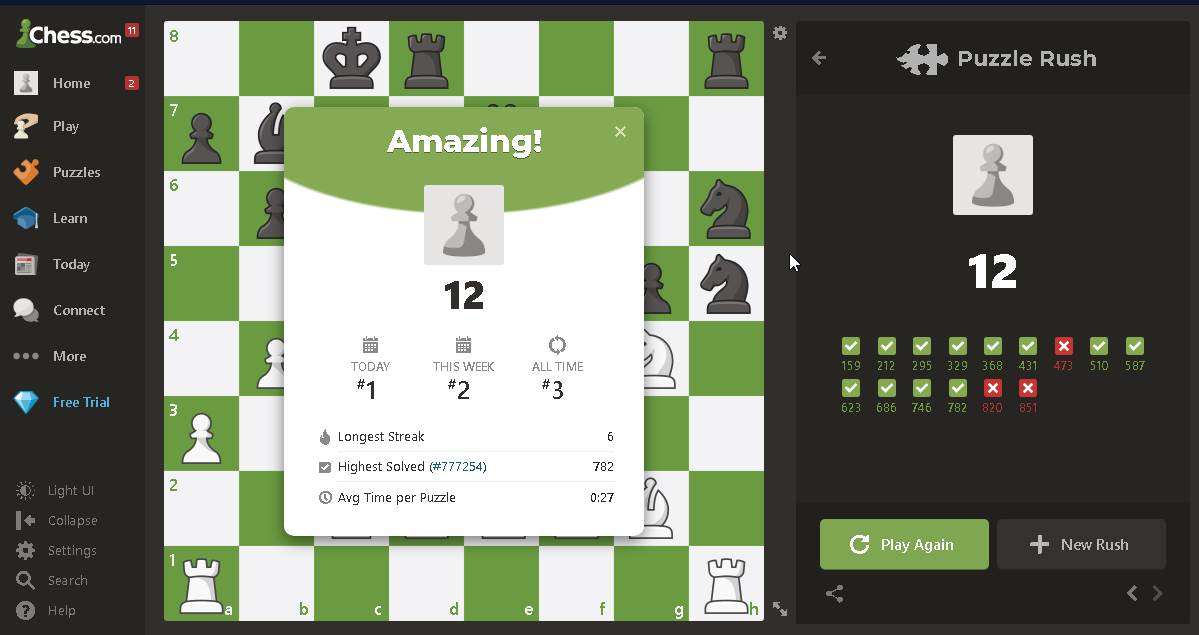 Chess.com 11
Home 2
Play
Puzzles
Learn
Today
Connect
More
Free Trial
Light UI
Collapse
Settings
Search
Help
8
7
6
5
4
3
2
1
a b c d e f g h
Amazing!
12
TODAY THIS WEEK ALL TIME
#1 #2 #3
Longest Streak 6
Highest Solved (#777254) 782
Avg Time per Puzzle 0:27
Puzzle Rush
12
159 212 295 329 368 431 473 510 587
623 686 746 782 820 851
Play Again New Rush